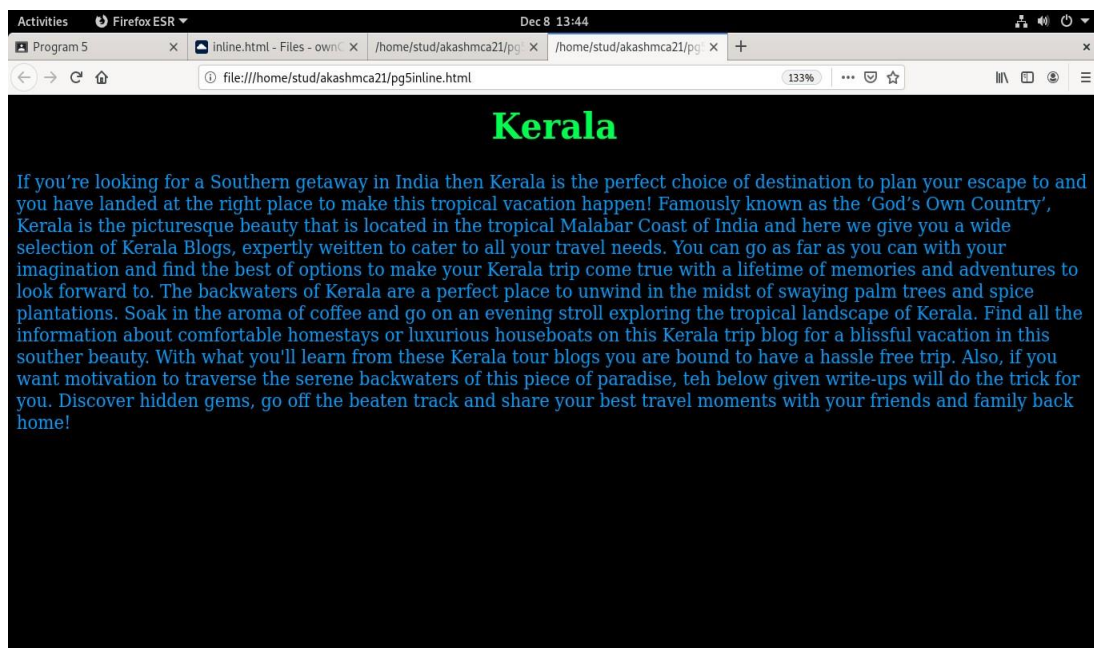 Activities Firefox ESR Dec 8 13:44
Program 5 inline.html - Files - ownC /home/stud/akashmca21/pg5 /home/stud/akashmca21/pg5
file:///home/stud/akashmca21/pg5inline.html 133%
Kerala
If you’re looking for a Southern getaway in India then Kerala is the perfect choice of destination to plan your escape to and
you have landed at the right place to make this tropical vacation happen! Famously known as the ‘God’s Own Country’,
Kerala is the picturesque beauty that is located in the tropical Malabar Coast of India and here we give you a wide
selection of Kerala Blogs, expertly weitten to cater to all your travel needs. You can go as far as you can with your
imagination and find the best of options to make your Kerala trip come true with a lifetime of memories and adventures to
look forward to. The backwaters of Kerala are a perfect place to unwind in the midst of swaying palm trees and spice
plantations. Soak in the aroma of coffee and go on an evening stroll exploring the tropical landscape of Kerala. Find all the
information about comfortable homestays or luxurious houseboats on this Kerala trip blog for a blissful vacation in this
souther beauty. With what you'll learn from these Kerala tour blogs you are bound to have a hassle free trip. Also, if you
want motivation to traverse the serene backwaters of this piece of paradise, teh below given write-ups will do the trick for
you. Discover hidden gems, go off the beaten track and share your best travel moments with your friends and family back
home!